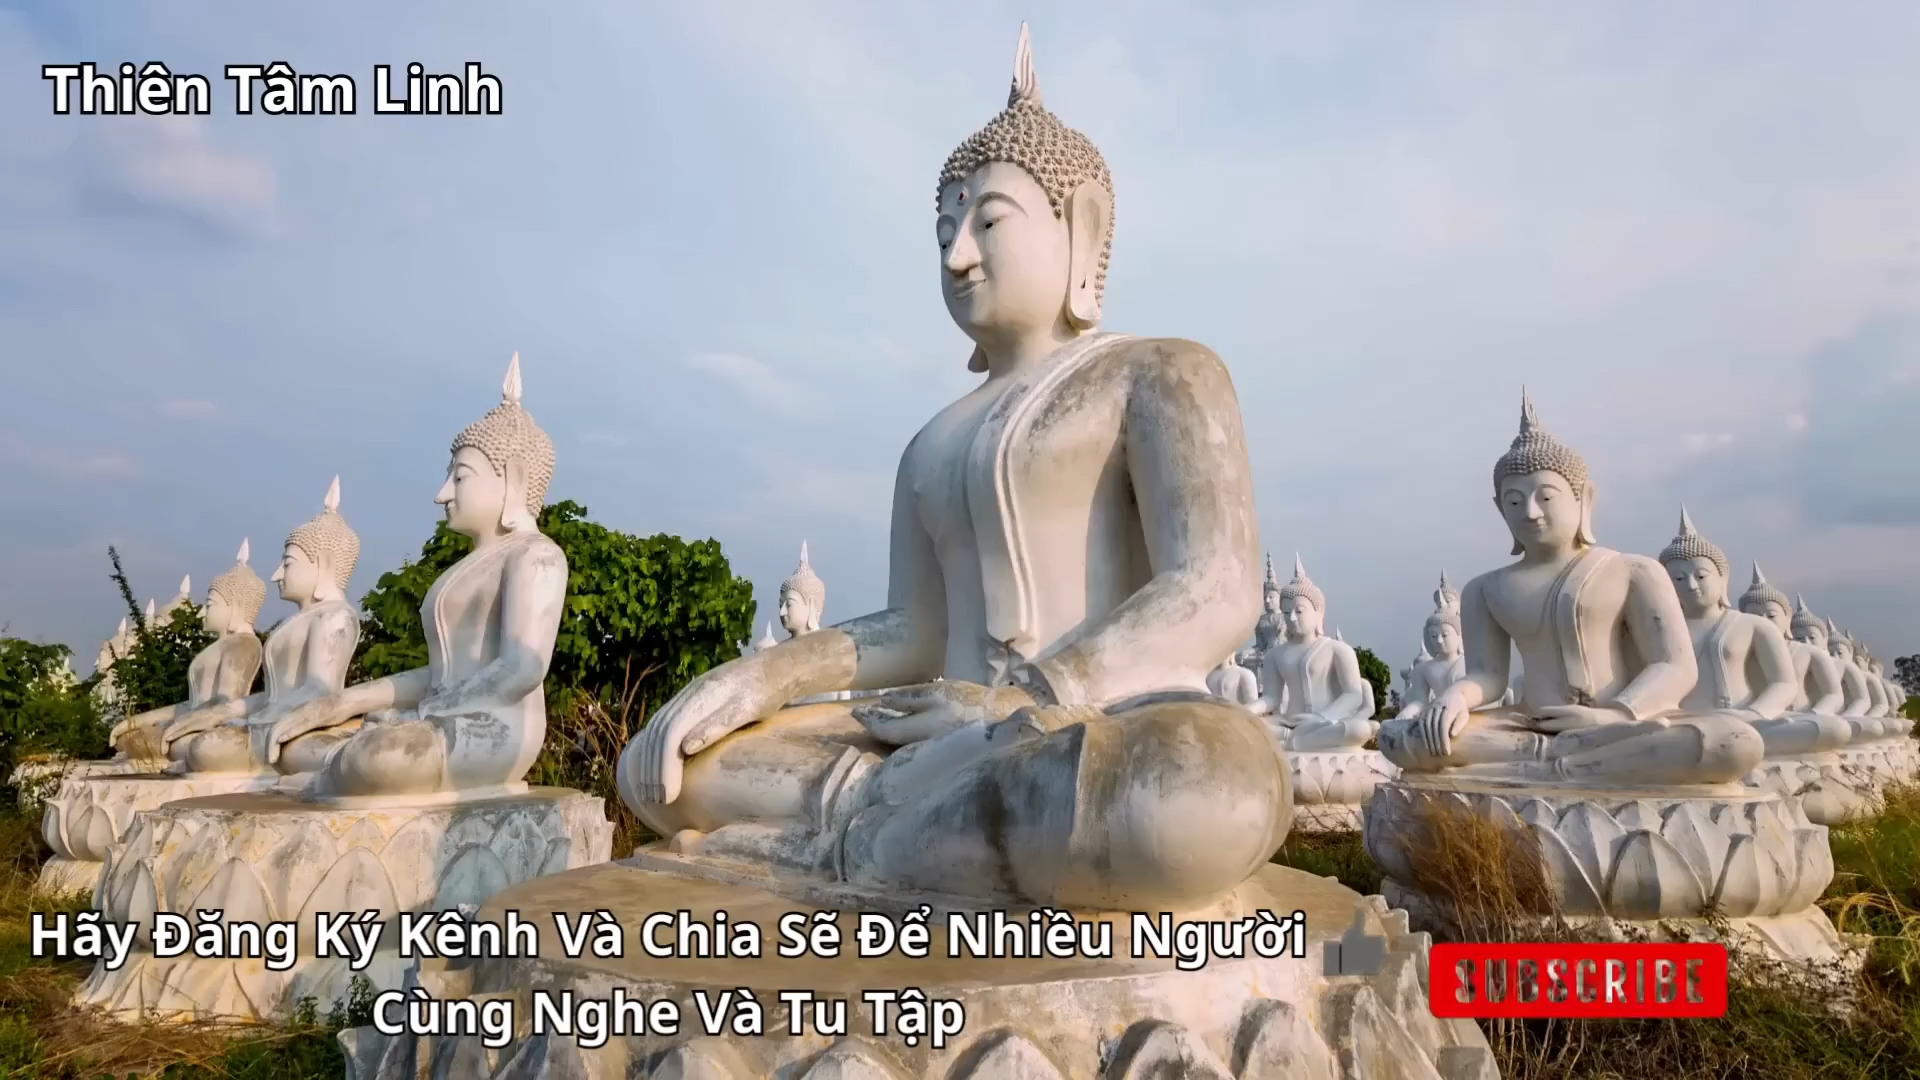 Thiên Tâm Linh
Hãy Đăng Ký Kênh Và Chia Sẽ Để Nhiều Người
Cùng Nghe Và Tu Tập
SUBSCRIBE